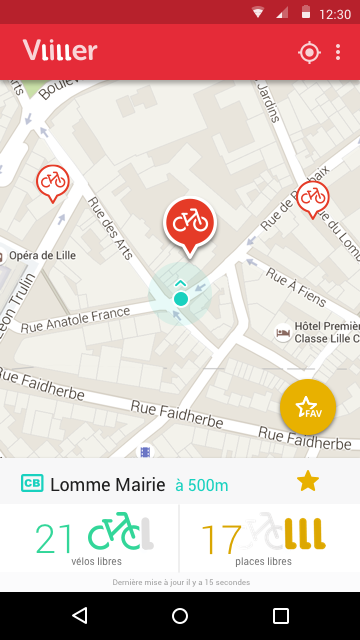 12:30
Vliller
Boulev
Jardins
Rue de Roubaix
Rue des Arts
Rue du Lomb
Opéra de Lille
Léon Trulin
Rue À Fiens
Rue Anatole France
Hôtel Premièr
Classe Lille C
Rue Faidherbe
Rue Faidherbe
Rue Faidherbe
FAV
CB Lomme Mairie à 500m
21
vélos libres
17
places libres
Dernière mise à jour il y a 15 secondes